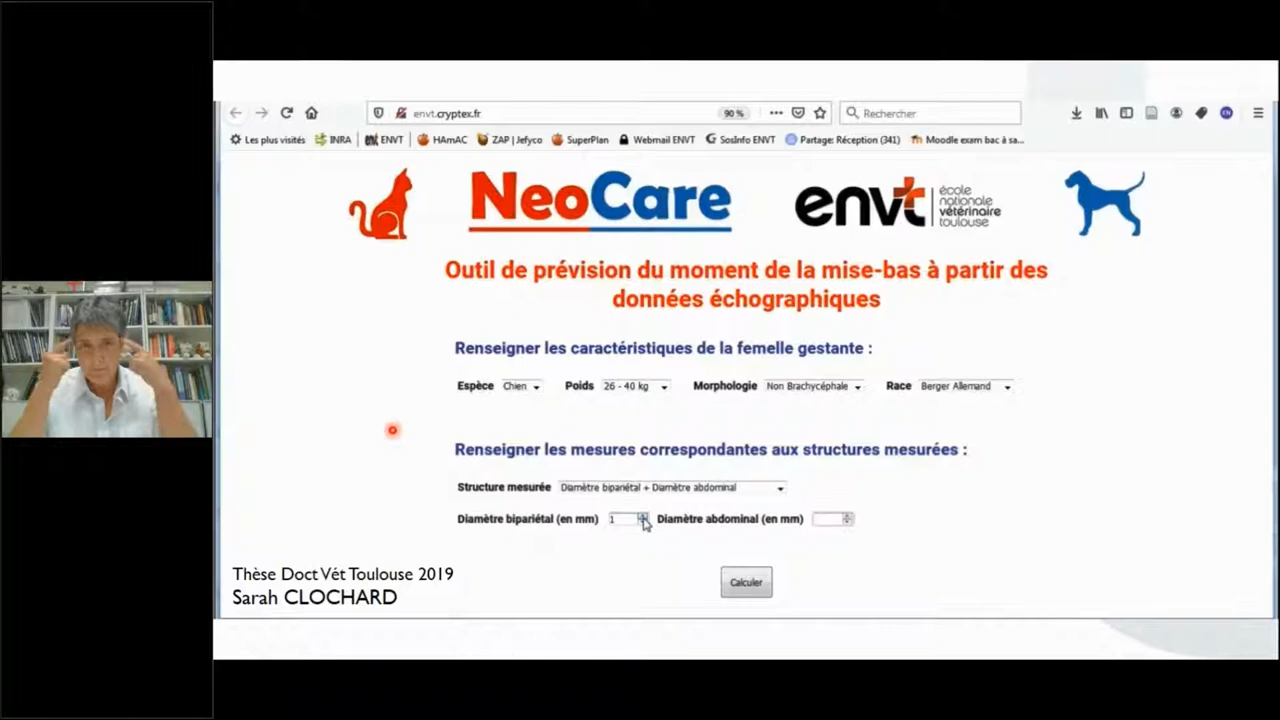 envt.cryptex.fr
90 %
Rechercher
Les plus visités
INRA
ENVT
HAmAC
ZAP | Jefyco
SuperPlan
Webmail ENVT
SosInfo ENVT
Partage: Réception (341)
Moodle exam bac à sa...
NeoCare
envt
école
nationale
vétérinaire
toulouse
Outil de prévision du moment de la mise-bas à partir des
données échographiques
Renseigner les caractéristiques de la femelle gestante :
Espèce Chien Poids 26 - 40 kg Morphologie Non Brachycéphale Race Berger Allemand
Renseigner les mesures correspondantes aux structures mesurées :
Structure mesurée Diamètre bipariétal + Diamètre abdominal
Diamètre bipariétal (en mm) 1 Diamètre abdominal (en mm)
Calculer
Thèse Doct Vét Toulouse 2019
Sarah CLOCHARD